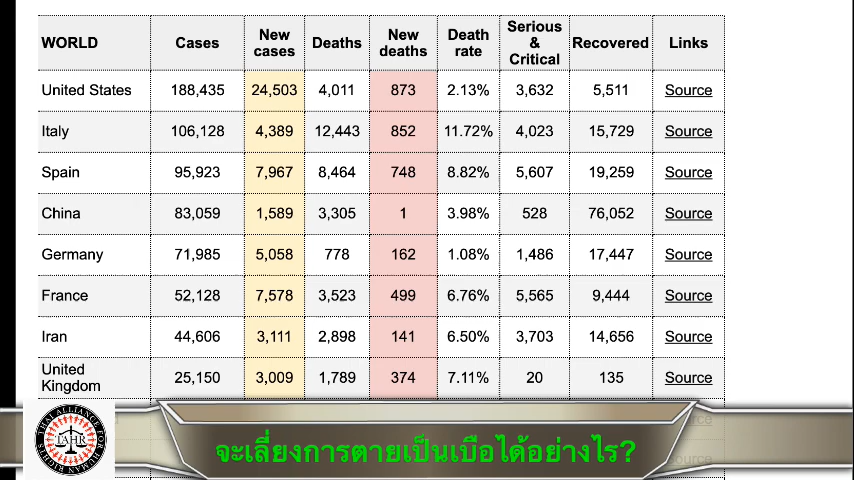 WORLD Cases New cases Deaths New deaths Death rate Serious & Critical Recovered Links
United States 188,435 24,503 4,011 873 2.13% 3,632 5,511 Source
Italy 106,128 4,389 12,443 852 11.72% 4,023 15,729 Source
Spain 95,923 7,967 8,464 748 8.82% 5,607 19,259 Source
China 83,059 1,589 3,305 1 3.98% 528 76,052 Source
Germany 71,985 5,058 778 162 1.08% 1,486 17,447 Source
France 52,128 7,578 3,523 499 6.76% 5,565 9,444 Source
Iran 44,606 3,111 2,898 141 6.50% 3,703 14,656 Source
United Kingdom 25,150 3,009 1,789 374 7.11% 20 135 Source
THAI ALLIANCE FOR HUMAN RIGHTS
TAHR
จะเลี่ยงการตายเป็นเบือได้อย่างไร?